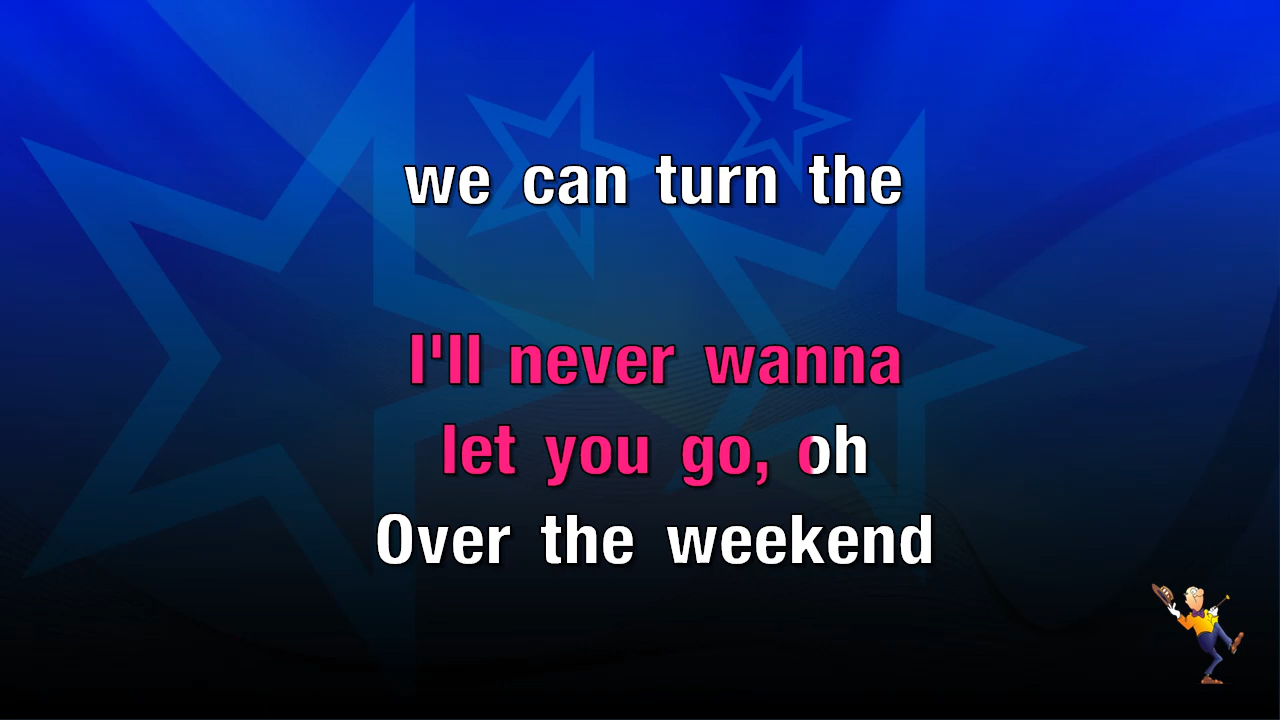 we can turn the
I'll never wanna
let you go, oh
Over the weekend